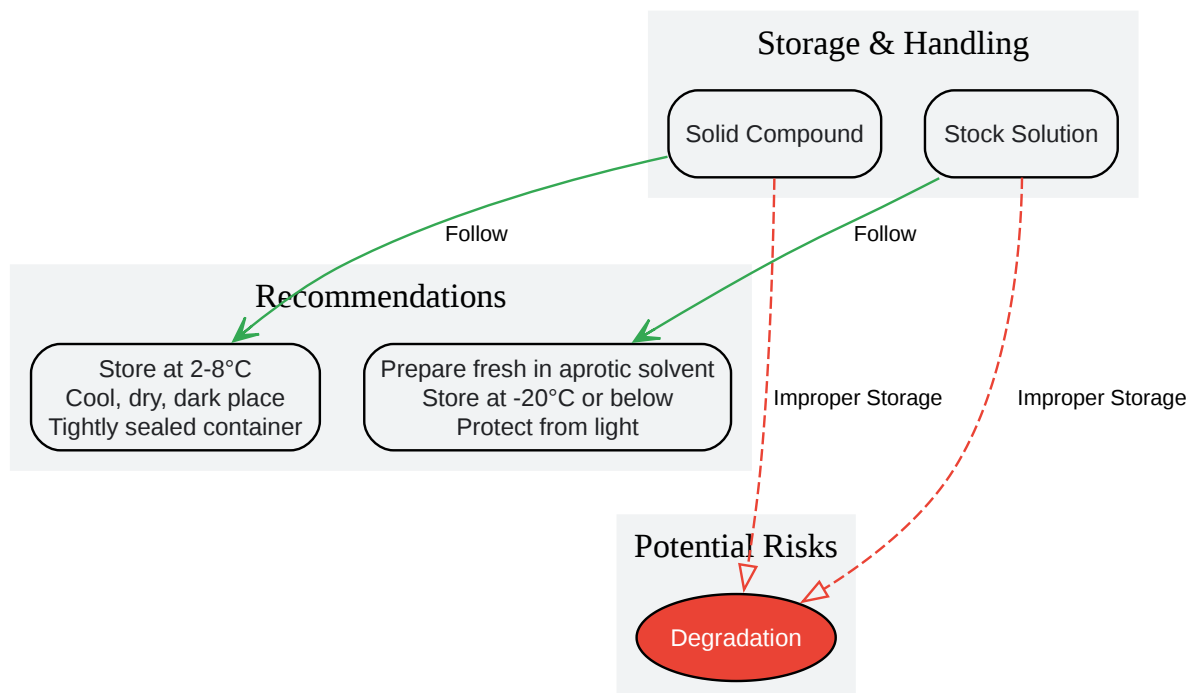 Storage & Handling
Solid Compound
Stock Solution
Follow
Follow
Recommendations
Store at 2-8°C
Cool, dry, dark place
Tightly sealed container
Prepare fresh in aprotic solvent
Store at -20°C or below
Protect from light
Improper Storage
Improper Storage
Potential Risks
Degradation